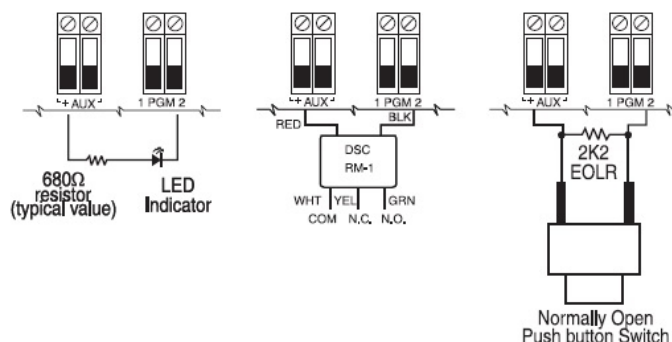 + AUX 1 PGM 2
680Ω
resistor
(typical value)
LED
Indicator
+ AUX 1 PGM 2
RED BLK
DSC
RM-1
WHT YEL GRN
COM N.C. N.O.
+ AUX 1 PGM 2
2K2
EOLR
Normally Open
Push button Switch